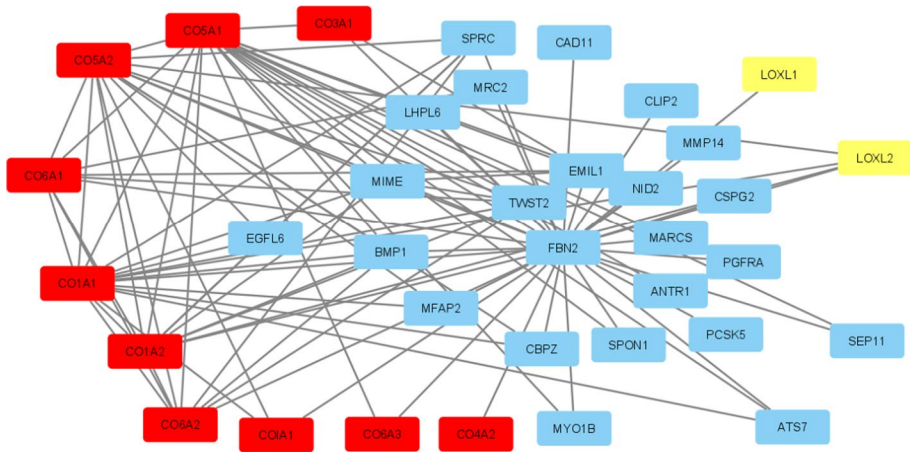 CO5A1
CO3A1
SPRC
CAD11
CO5A2
LOXL1
MRC2
CLIP2
LHPL6
MMP14
LOXL2
CO6A1
MIME
EMIL1
NID2
CSPG2
TWST2
EGFL6
BMP1
FBN2
MARCS
PGFRA
CO1A1
ANTR1
MFAP2
PCSK5
CO1A2
CBPZ
SPON1
SEP11
CO6A2
COIA1
CO6A3
CO4A2
MYO1B
ATS7